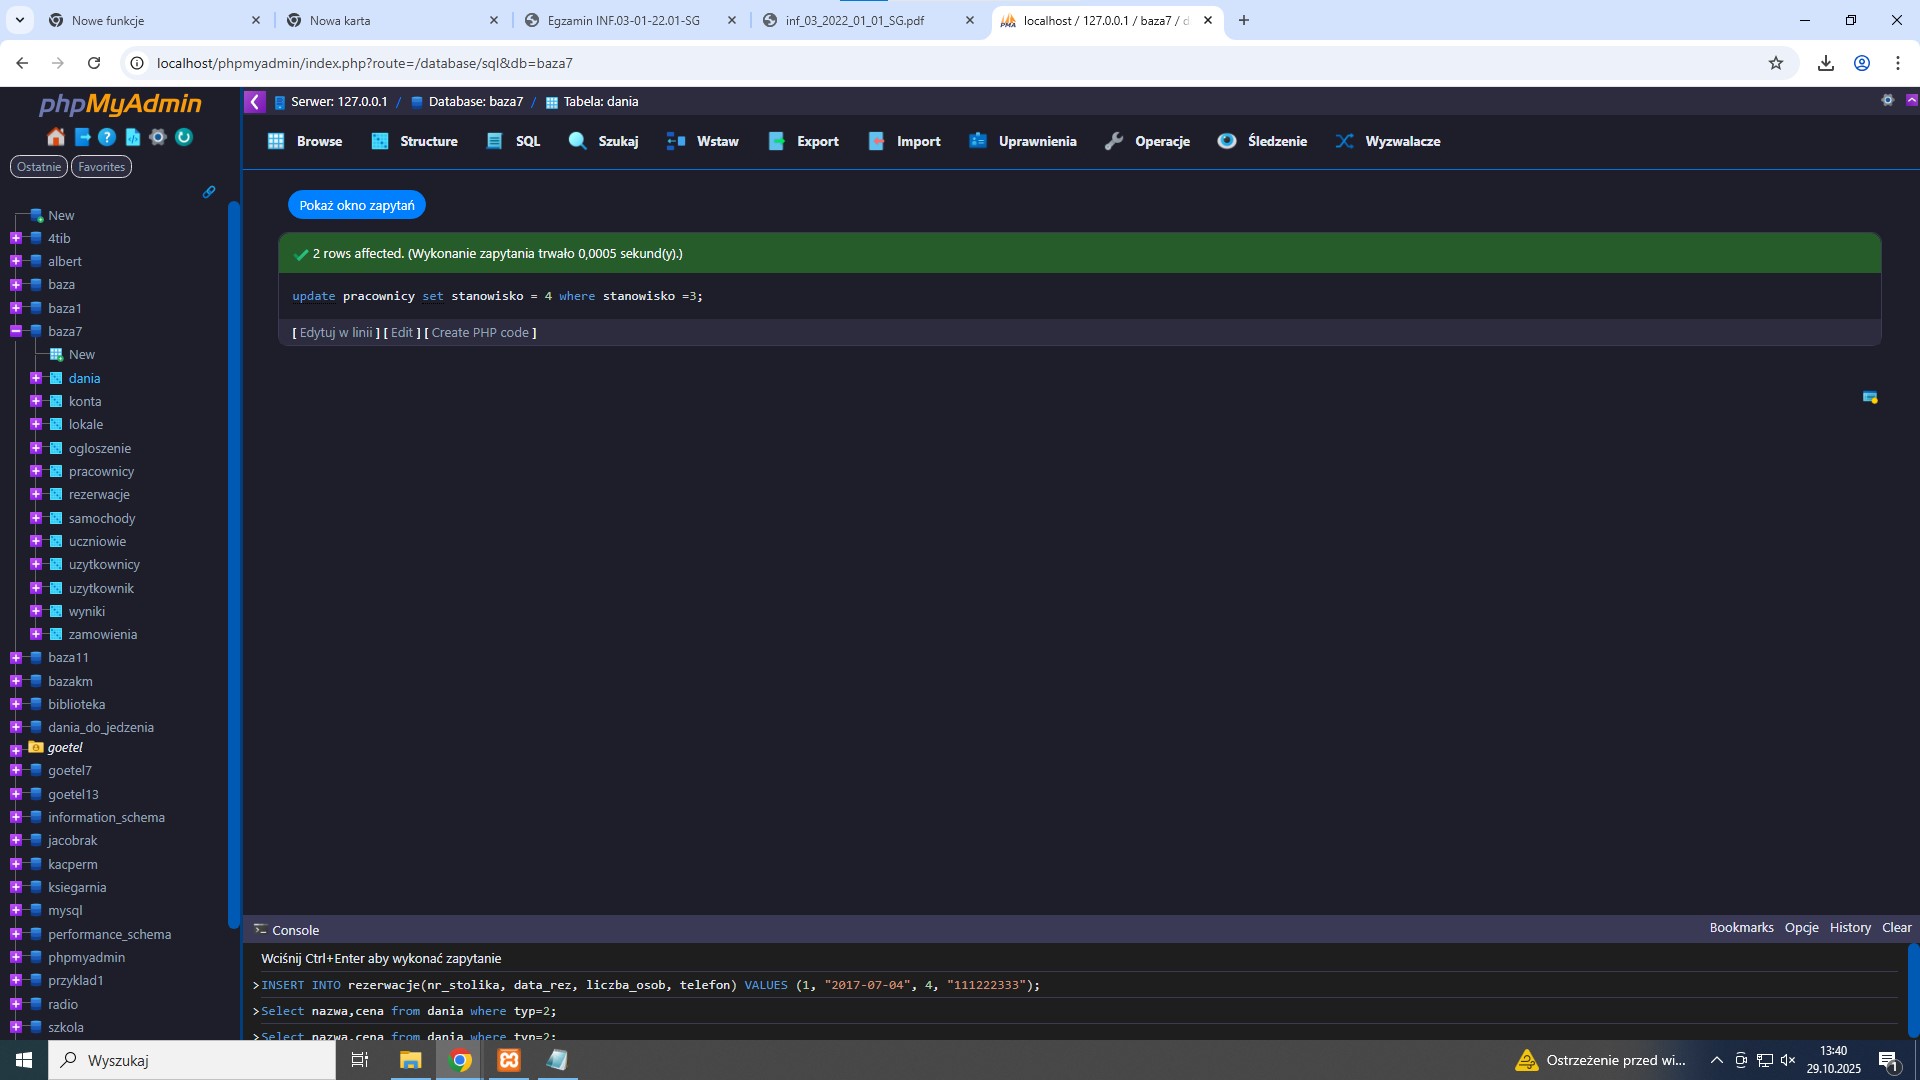 Nowe funkcje
Nowa karta
Egzamin INF.03-01-22.01-SG
inf_03_2022_01_01_SG.pdf
localhost / 127.0.0.1 / baza7 / d
localhost/phpmyadmin/index.php?route=/database/sql&db=baza7
phpMyAdmin
Ostatnie
Favorites
New
4tib
albert
baza
baza1
baza7
New
dania
konta
lokale
ogloszenie
pracownicy
rezerwacje
samochody
uczniowie
uzytkownicy
uzytkownik
wyniki
zamowienia
baza11
bazakm
biblioteka
dania_do_jedzenia
goetel
goetel7
goetel13
information_schema
jacobrak
kacperm
ksiegarnia
mysql
performance_schema
phpmyadmin
przyklad1
radio
szkola
Serwer: 127.0.0.1 / Database: baza7 / Tabela: dania
Browse Structure SQL Szukaj Wstaw Export Import Uprawnienia Operacje Śledzenie Wyzwalacze
Pokaż okno zapytań
2 rows affected. (Wykonanie zapytania trwało 0,0005 sekund(y).)
update pracownicy set stanowisko = 4 where stanowisko =3;
[ Edytuj w linii ] [ Edit ] [ Create PHP code ]
Console
Bookmarks Opcje History Clear
Wciśnij Ctrl+Enter aby wykonać zapytanie
>INSERT INTO rezerwacje(nr_stolika, data_rez, liczba_osob, telefon) VALUES (1, "2017-07-04", 4, "111222333");
>Select nazwa,cena from dania where typ=2;
>Select nazwa,cena from dania where typ=2;
Wyszukaj
Ostrzeżenie przed wi...
13:40
29.10.2025
1